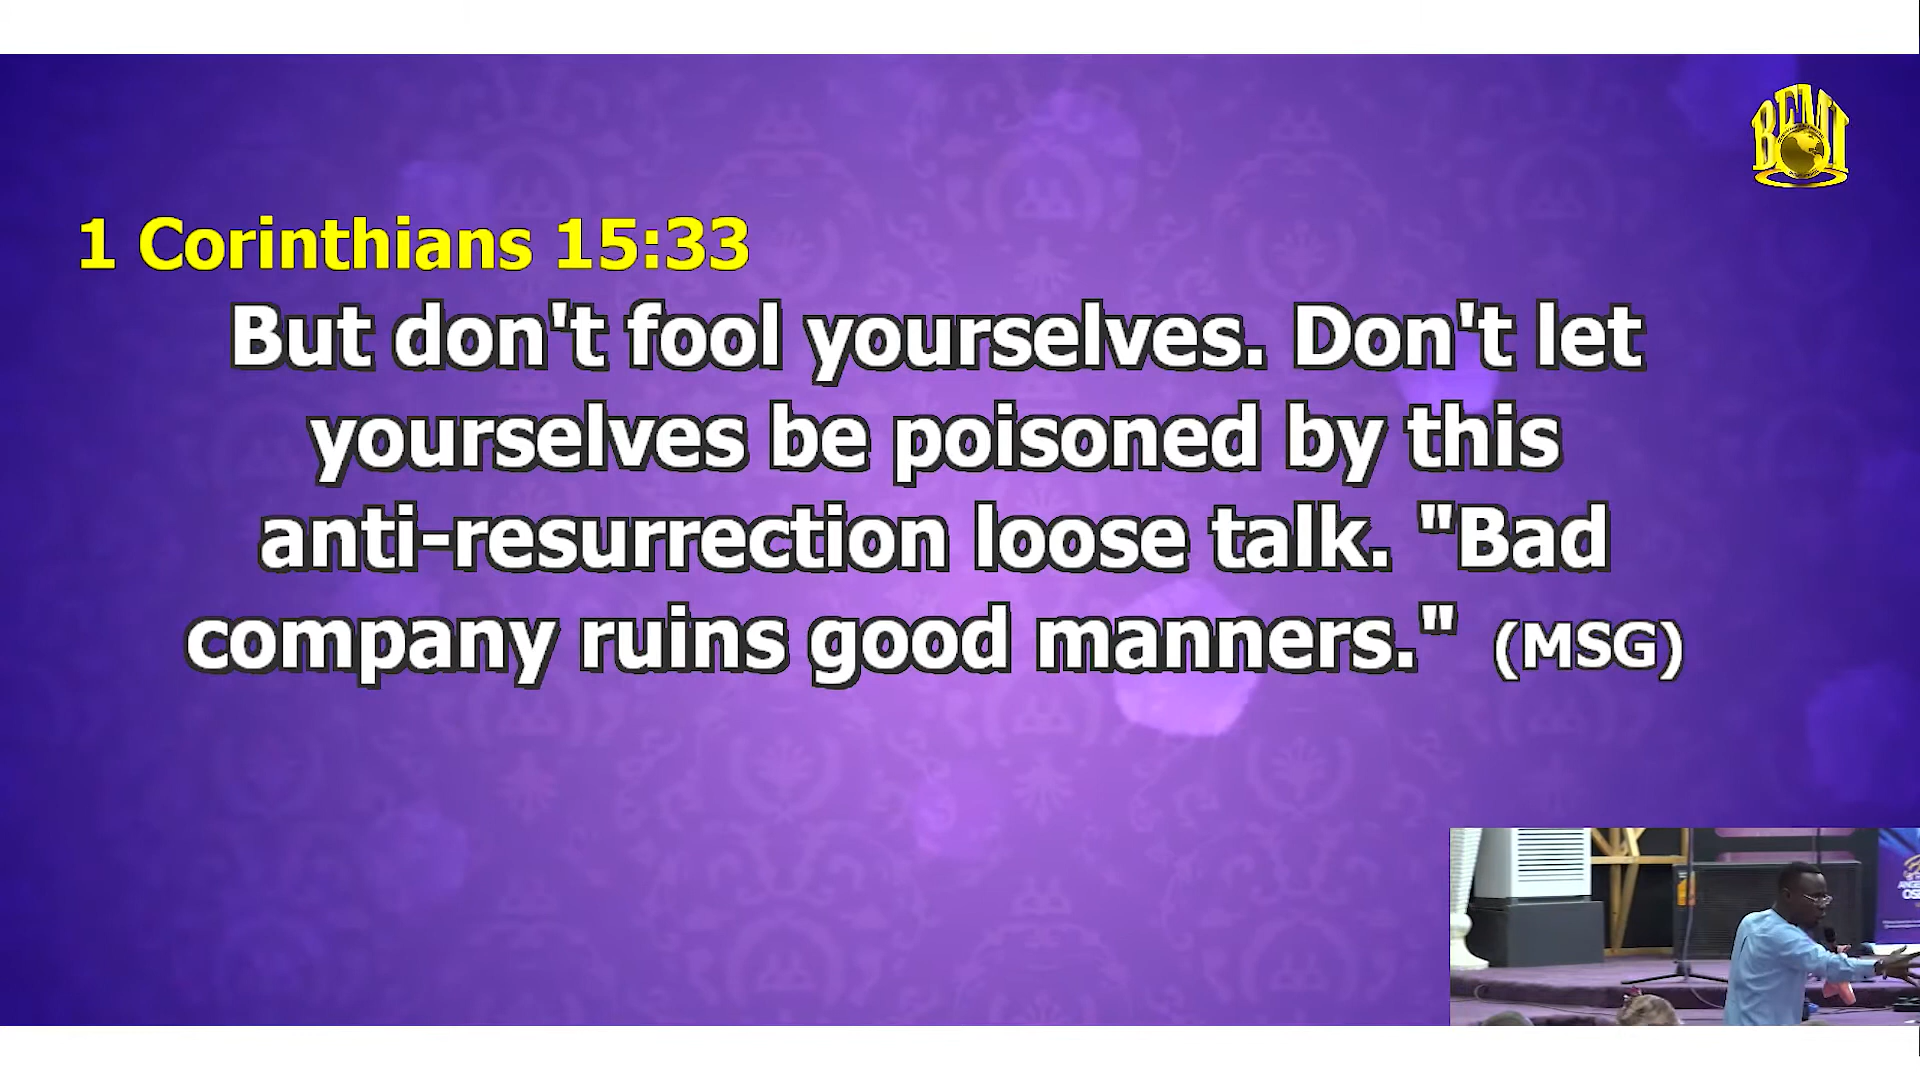 BFMI
1 Corinthians 15:33
But don't fool yourselves. Don't let
yourselves be poisoned by this
anti-resurrection loose talk. "Bad
company ruins good manners." (MSG)